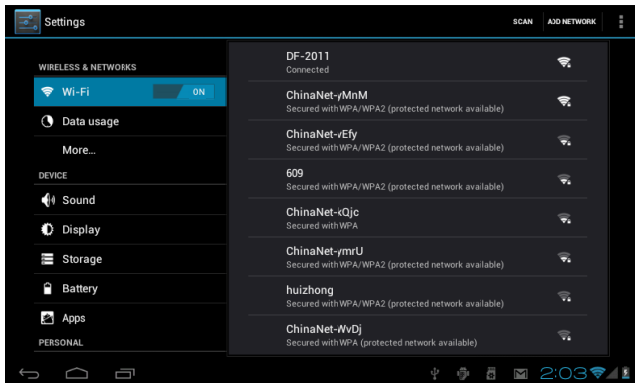 Settings
SCAN
ADD NETWORK
WIRELESS & NETWORKS
Wi-Fi
ON
Data usage
More...
DEVICE
Sound
Display
Storage
Battery
Apps
PERSONAL
DF-2011
Connected
ChinaNet-yMnM
Secured with WPA/WPA2 (protected network available)
ChinaNet-vEfy
Secured with WPA/WPA2 (protected network available)
609
Secured with WPA/WPA2 (protected network available)
ChinaNet-kQjc
Secured with WPA
ChinaNet-ymrU
Secured with WPA/WPA2 (protected network available)
huizhong
Secured with WPA/WPA2 (protected network available)
ChinaNet-WvDj
Secured with WPA (protected network available)
2:03